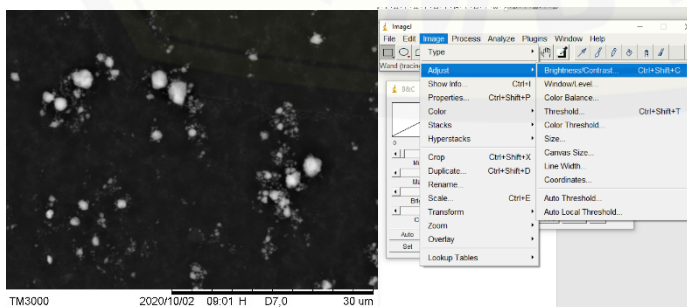 ImageJ
File Edit Image Process Analyze Plugins Window Help
Type
Adjust
Show Info... Ctrl+I
Properties... Ctrl+Shift+P
Color
Stacks
Hyperstacks
Crop Ctrl+Shift+X
Duplicate... Ctrl+Shift+D
Rename...
Scale... Ctrl+E
Transform
Zoom
Overlay
Lookup Tables
Brightness/Contrast... Ctrl+Shift+C
Window/Level...
Color Balance...
Threshold... Ctrl+Shift+T
Color Threshold...
Size...
Canvas Size...
Line Width...
Coordinates...
Auto Threshold...
Auto Local Threshold...
B&C
0
Auto
Set
TM3000 2020/10/02 09:01 H D7,0 30 um